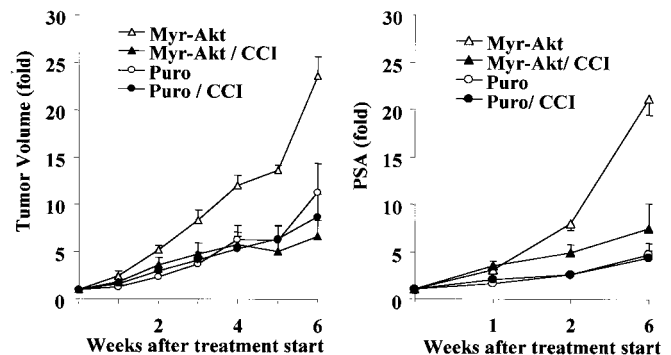 Tumor Volume (fold)
30
25
20
15
10
5
0
Myr-Akt
Myr-Akt / CCI
Puro
Puro / CCI
2
4
6
Weeks after treatment start
PSA (fold)
30
25
20
15
10
5
0
Myr-Akt
Myr-Akt/ CCI
Puro
Puro/ CCI
1
2
6
Weeks after treatment start